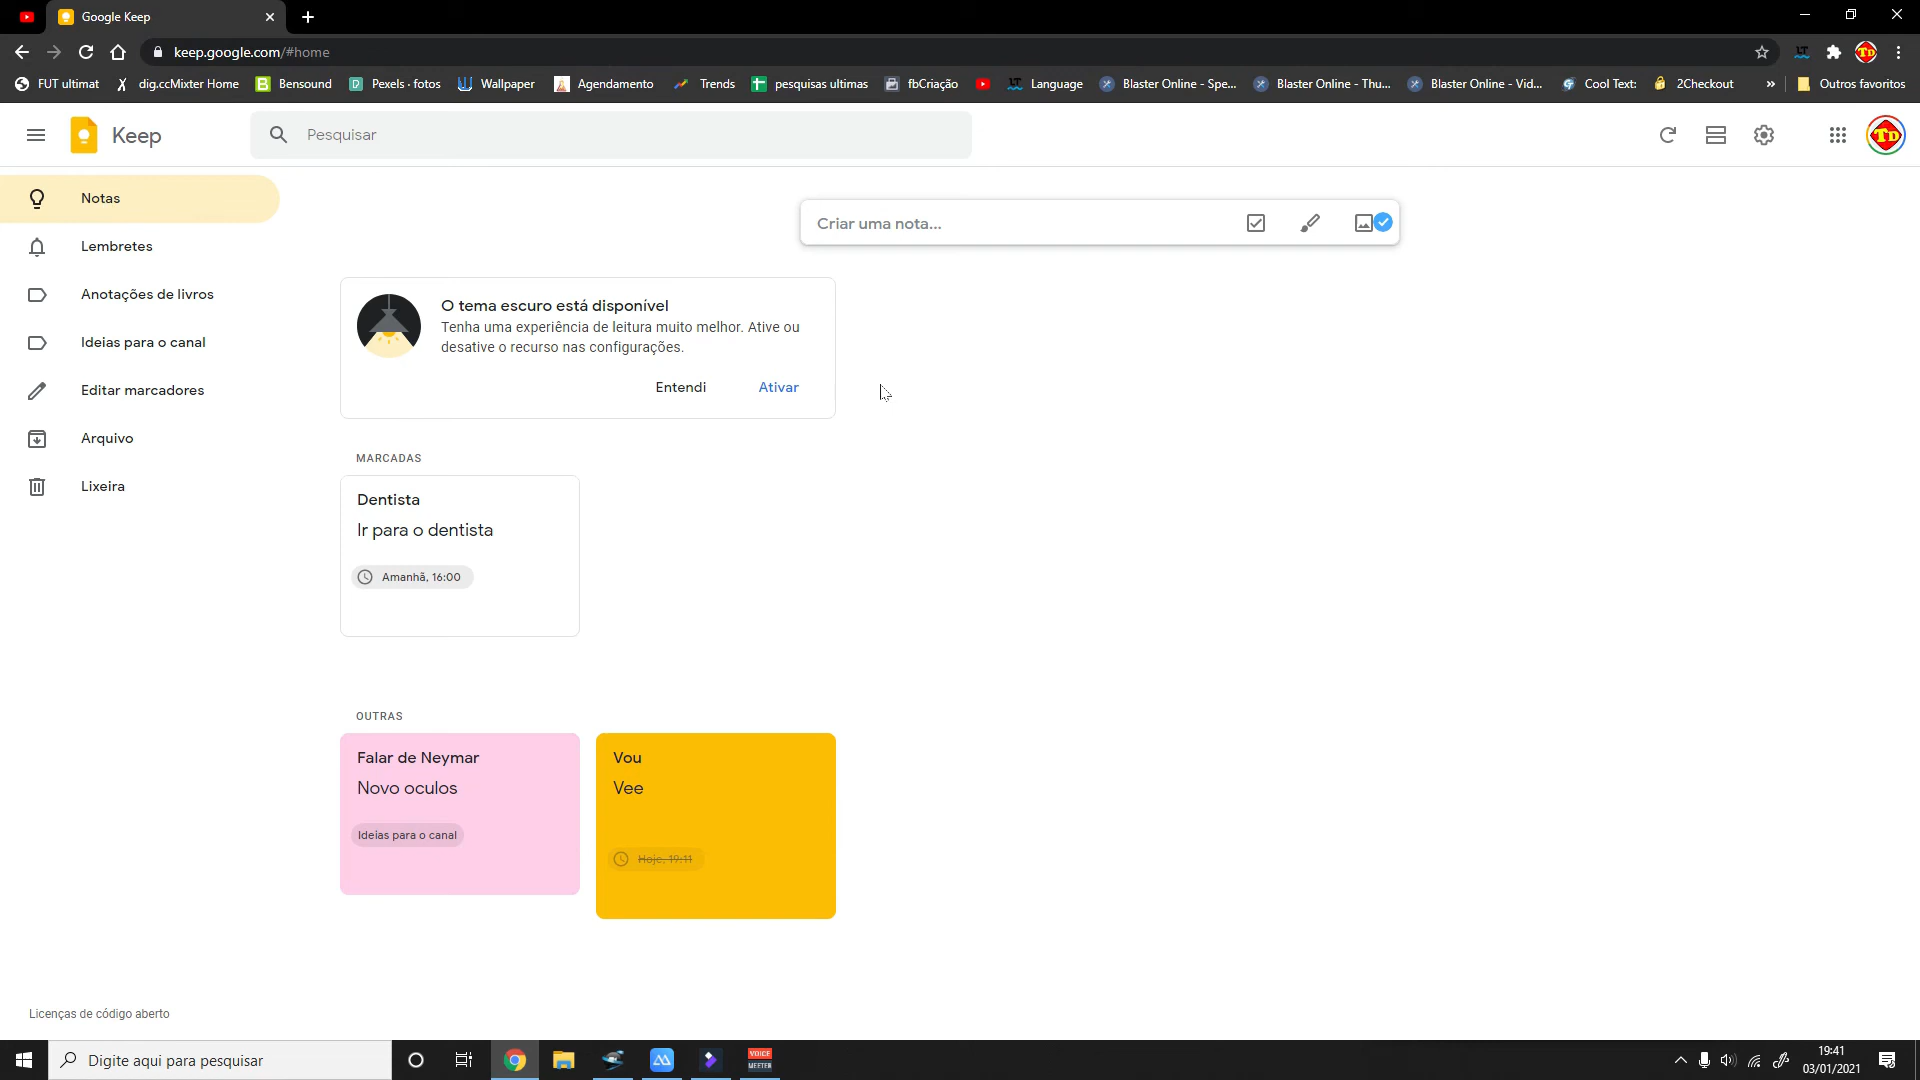 Google Keep
keep.google.com/#home
FUT ultimat
dig.ccMixter Home
Bensound
Pexels · fotos
Wallpaper
Agendamento
Trends
pesquisas ultimas
fbCriação
Language
Blaster Online - Spe...
Blaster Online - Thu...
Blaster Online - Vid...
Cool Text:
2Checkout
»
Outros favoritos
Keep
Pesquisar
TD
Notas
Lembretes
Anotações de livros
Ideias para o canal
Editar marcadores
Arquivo
Lixeira
Criar uma nota...
O tema escuro está disponível
Tenha uma experiência de leitura muito melhor. Ative ou
desative o recurso nas configurações.
Entendi
Ativar
MARCADAS
Dentista
Ir para o dentista
Amanhã, 16:00
OUTRAS
Falar de Neymar
Novo oculos
Ideias para o canal
Vou
Vee
Hoje, 19:11
Licenças de código aberto
Digite aqui para pesquisar
VOICE
MEETER
19:41
03/01/2021